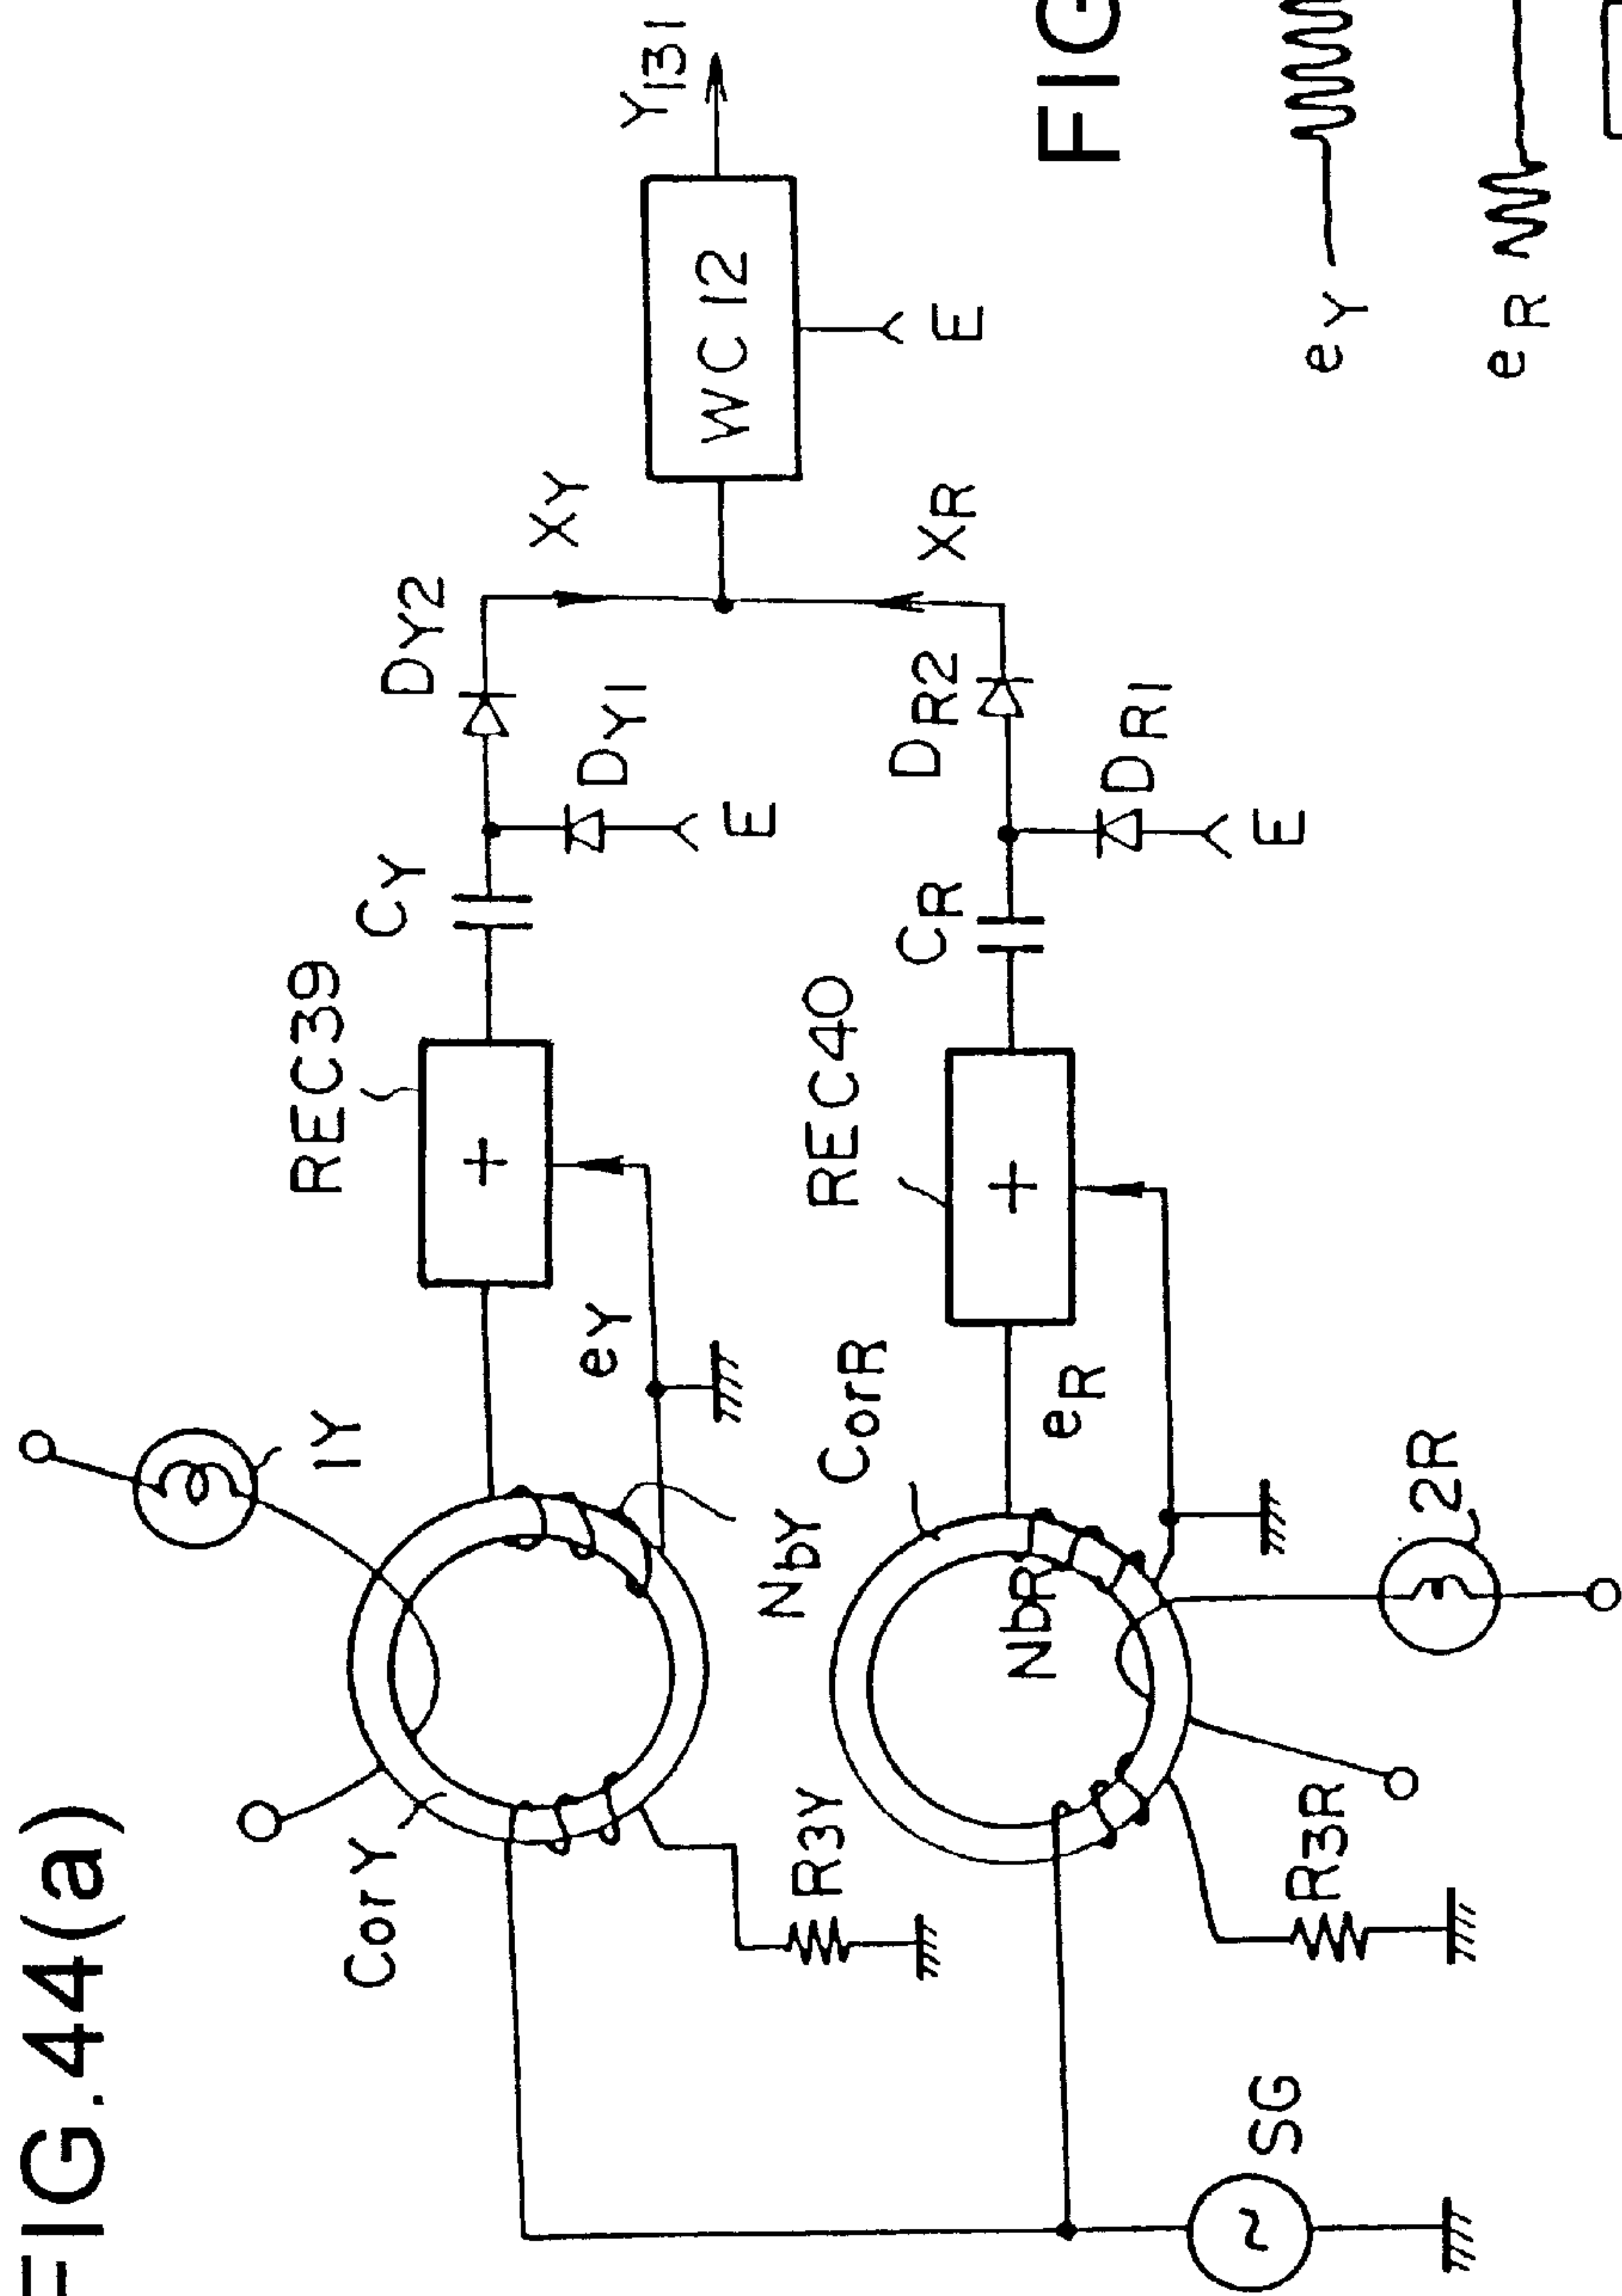 FIG.44(a)
1Y
REC39
CY
DY2
XY
Y131
CorY
+
DY1
WC12
eY
E
E
NbY
R3Y
REC40
CR
DR2
XR
CorR
+
DR1
NbR
eR
E
SG
R3R
2R
FIG
eY
eR